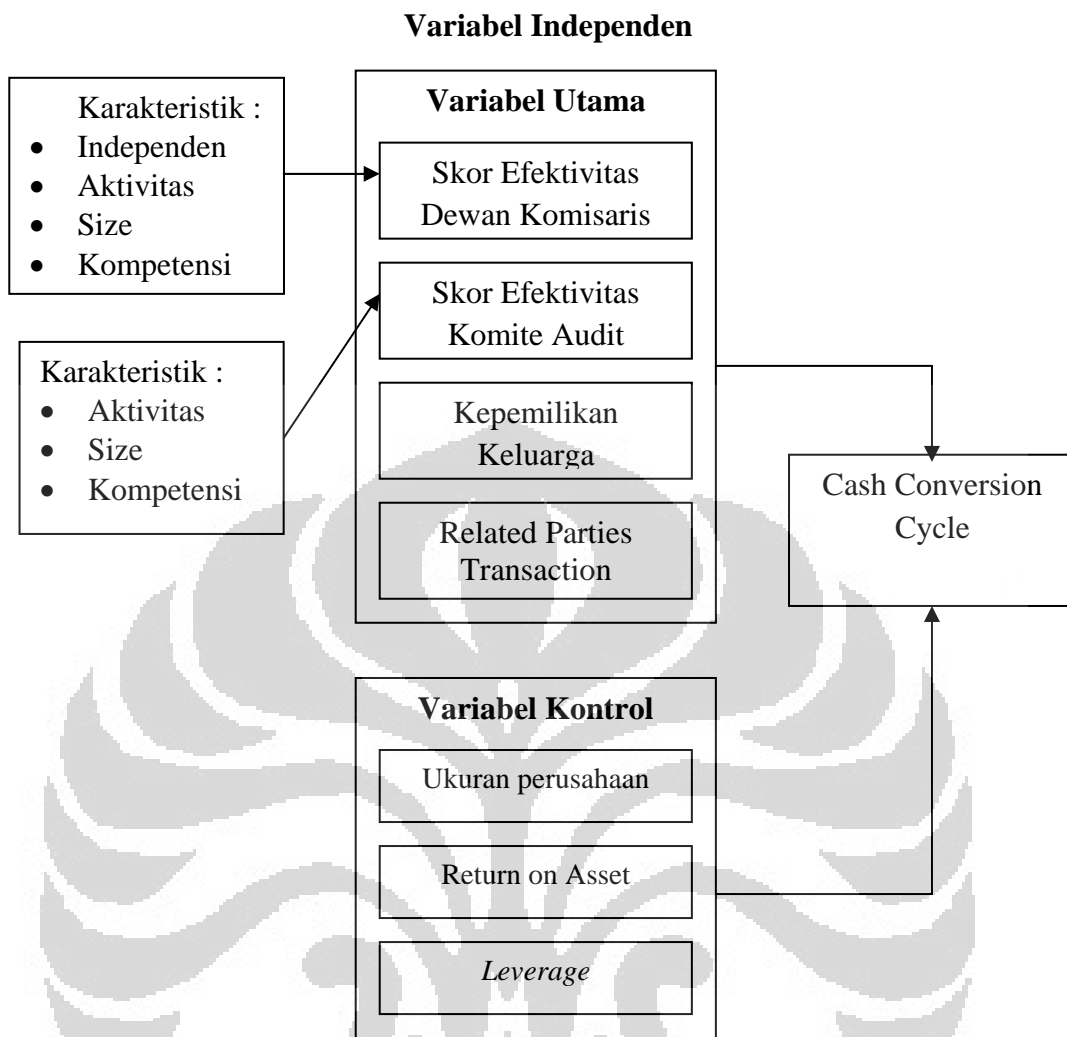 Variabel Independen
Karakteristik :
• Independen
• Aktivitas
• Size
• Kompetensi
Karakteristik :
• Aktivitas
• Size
• Kompetensi
Variabel Utama
Skor Efektivitas
Dewan Komisaris
Skor Efektivitas
Komite Audit
Kepemilikan
Keluarga
Related Parties
Transaction
Cash Conversion
Cycle
Variabel Kontrol
Ukuran perusahaan
Return on Asset
Leverage